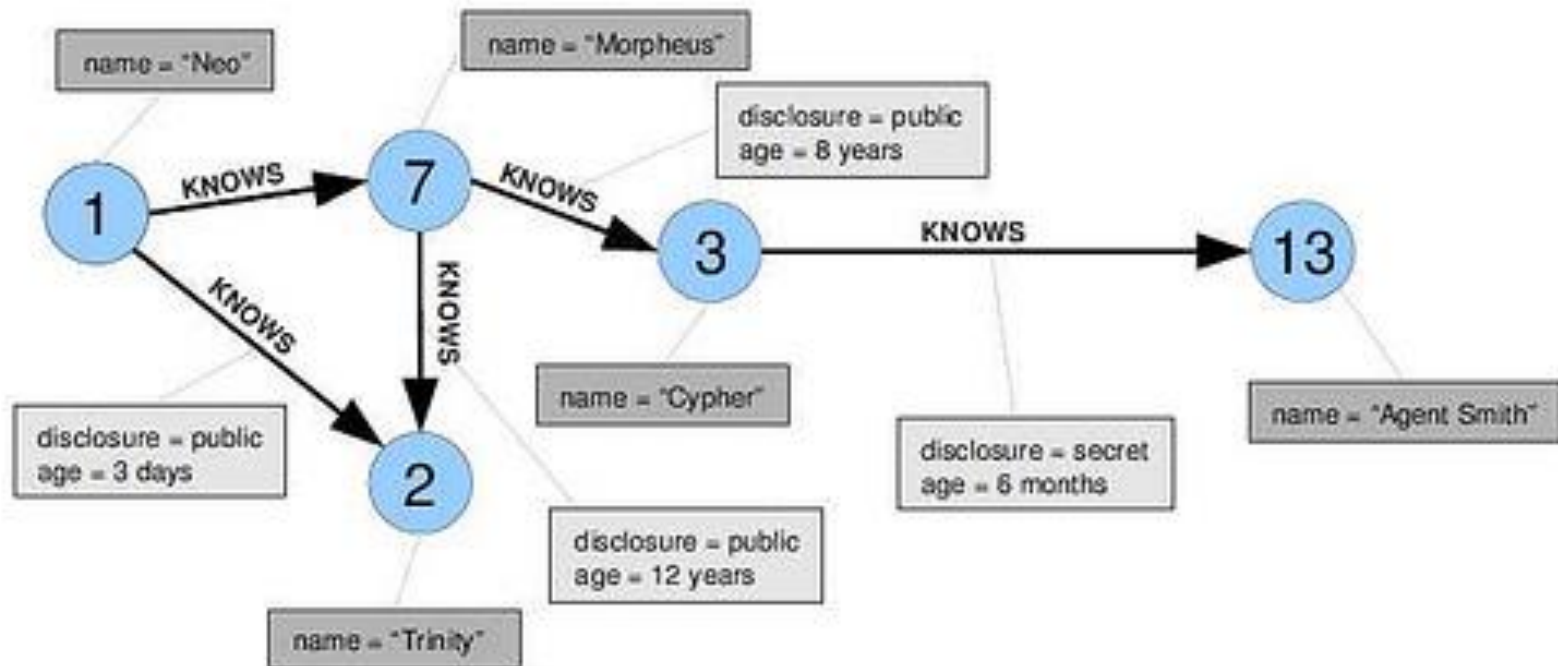 name = "Neo"
name = "Morpheus"
disclosure = public
age = 8 years
1
KNOWS
7
KNOWS
3
KNOWS
13
KNOWS
KNOWS
name = "Cypher"
name = "Agent Smith"
disclosure = public
age = 3 days
2
disclosure = secret
age = 6 months
disclosure = public
age = 12 years
name = "Trinity"